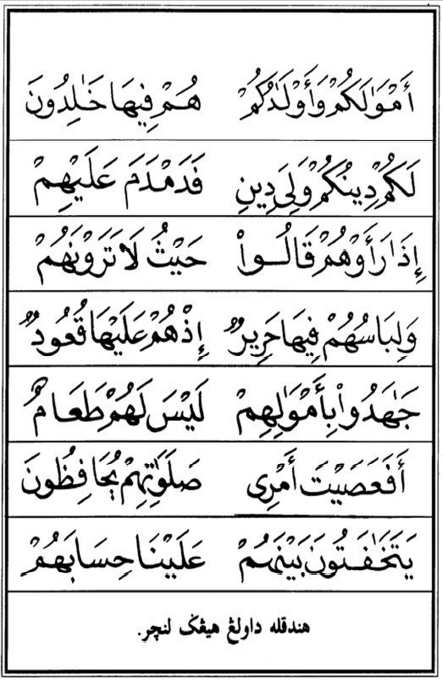 أَمْوَٰلَكُمْ وَأَوْلَٰدُكُمْ هُمْ فِيهَا خَٰلِدُونَ
لَكُمْ دِينُكُمْ وَلِىَ دِينِ فَدَمْدَمَ عَلَيْهِمْ
إِذَا رَأَوْهُمْ قَالُـوا۟ حَيْثُ لَا تَرَوْنَهُمْ
وَلِبَاسُهُمْ فِيهَا حَرِيرٌ إِذْهُمْ عَلَيْهَا قُعُودٌ
جَٰهَدُوا۟ بِأَمْوَٰلِهِمْ لَيْسَ لَهُمْ طَعَامٌ
أَفَعَصَيْتَ أَمْرِى صَلَوَٰتِهِمْ يُحَافِظُونَ
يَتَخَٰفَتُونَ بَيْنَهُمْ عَلَيْنَا حِسَابَهُمْ
هندقله داولڠ هيڠݢ لنچر.